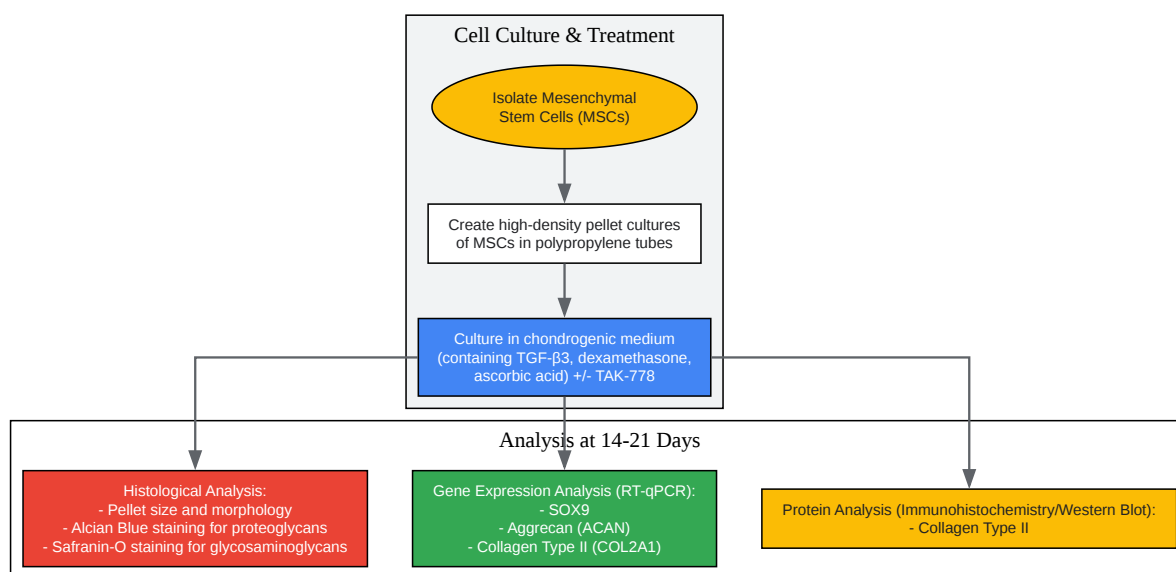 Cell Culture & Treatment
Isolate Mesenchymal
Stem Cells (MSCs)
Create high-density pellet cultures
of MSCs in polypropylene tubes
Culture in chondrogenic medium
(containing TGF-β3, dexamethasone,
ascorbic acid) +/- TAK-778
Analysis at 14-21 Days
Histological Analysis:
- Pellet size and morphology
- Alcian Blue staining for proteoglycans
- Safranin-O staining for glycosaminoglycans
Gene Expression Analysis (RT-qPCR):
- SOX9
- Aggrecan (ACAN)
- Collagen Type II (COL2A1)
Protein Analysis (Immunohistochemistry/Western Blot):
- Collagen Type II